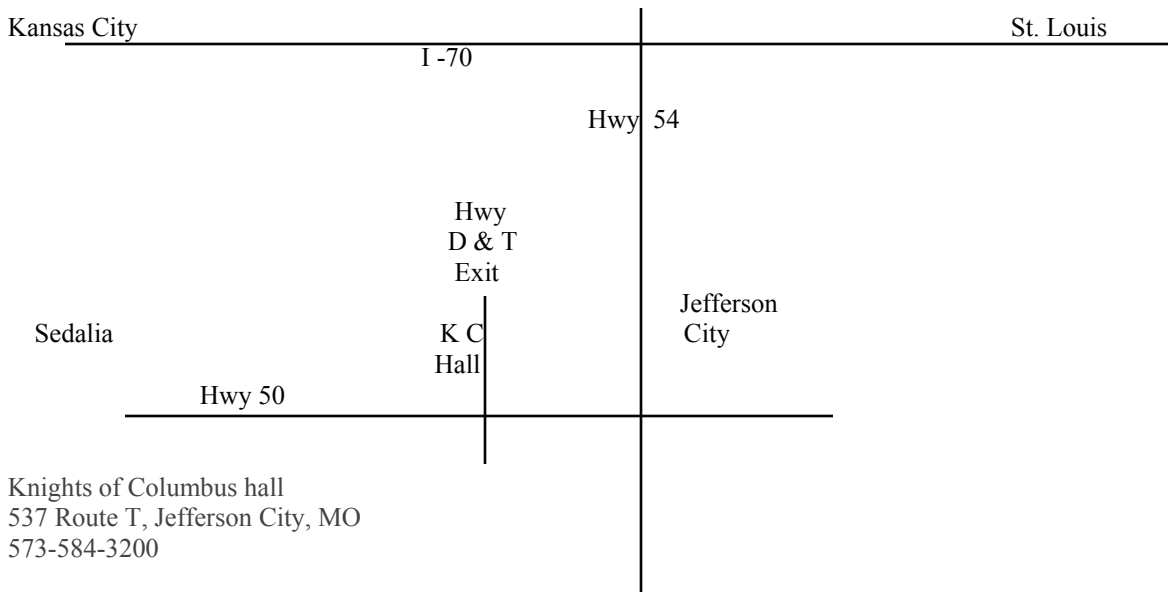 Kansas City
St. Louis
I -70
Hwy 54
Hwy
D & T
Exit
Jefferson
City
Sedalia
K C
Hall
Hwy 50
Knights of Columbus hall
537 Route T, Jefferson City, MO
573-584-3200